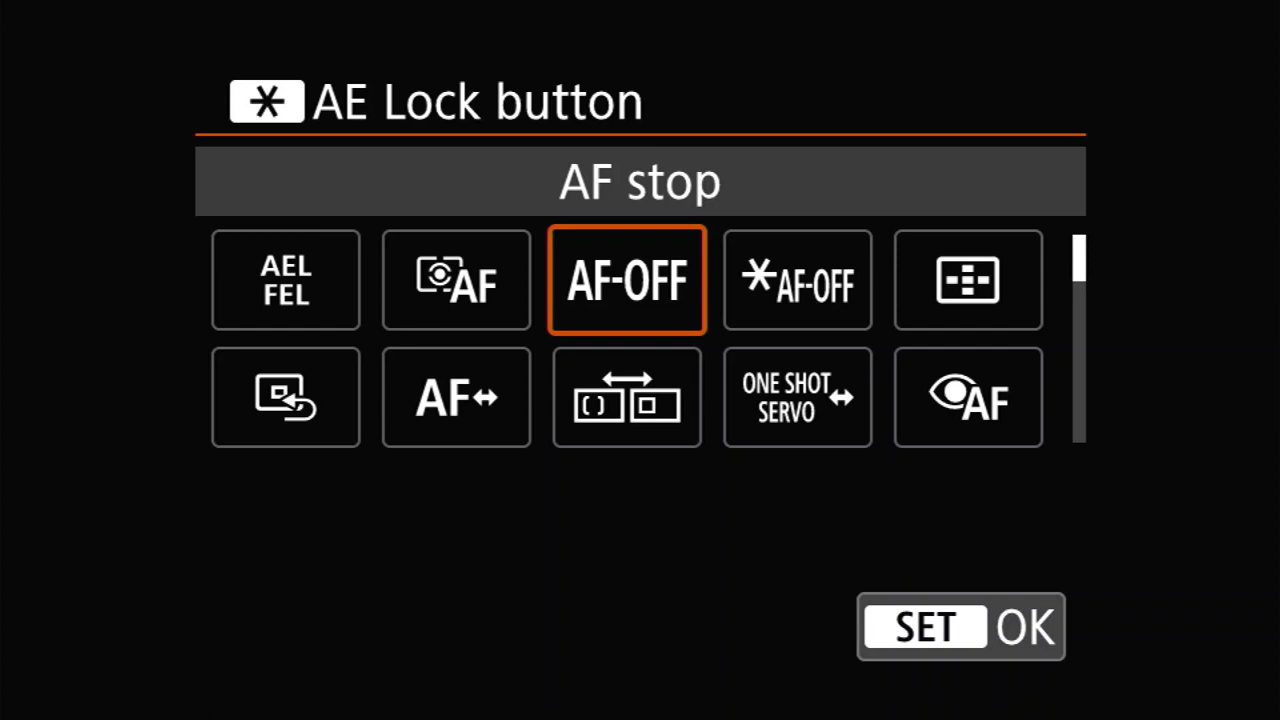 * AE Lock button
AF stop
AEL
FEL
AF
AF-OFF
* AF-OFF
AF
ONE SHOT
SERVO
AF
SET OK